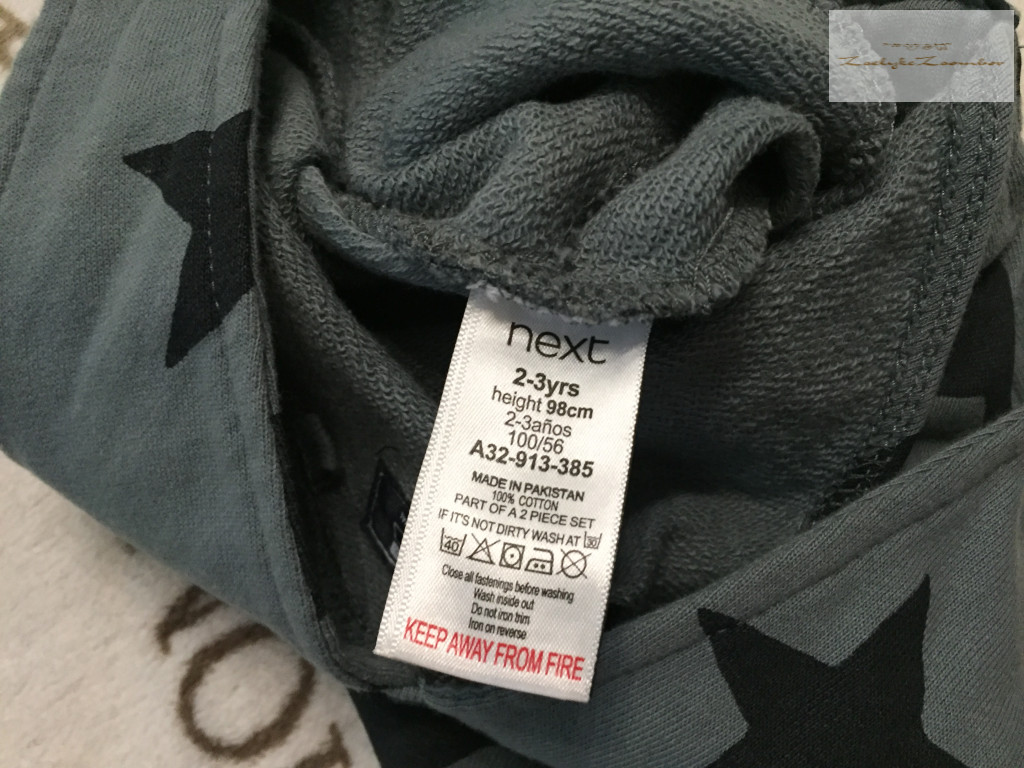 next
2-3yrs
height 98cm
2-3años
100/56
A32-913-385
MADE IN PAKISTAN
100% COTTON
PART OF A 2 PIECE SET
IF IT'S NOT DIRTY WASH AT 30
40
Close all fastenings before washing
Wash inside out
Do not iron trim
Iron on reverse
KEEP AWAY FROM FIRE